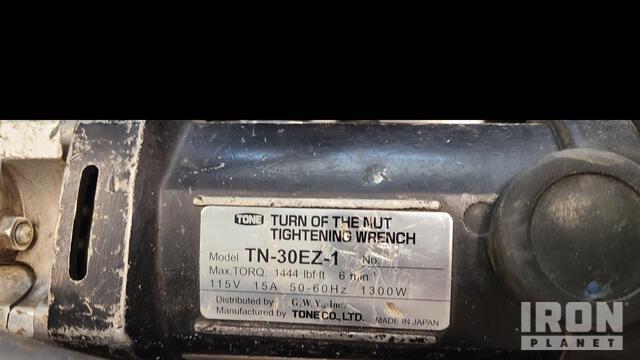 TONE TURN OF THE NUT
TIGHTENING WRENCH
Model TN-30EZ-1 No.
Max.TORQ. 1444 lbf·ft 6 min
115V 15A 50-60Hz 1300W
Distributed by G.W.Y., Inc.
Manufactured by TONE CO., LTD. MADE IN JAPAN
IRON
PLANET